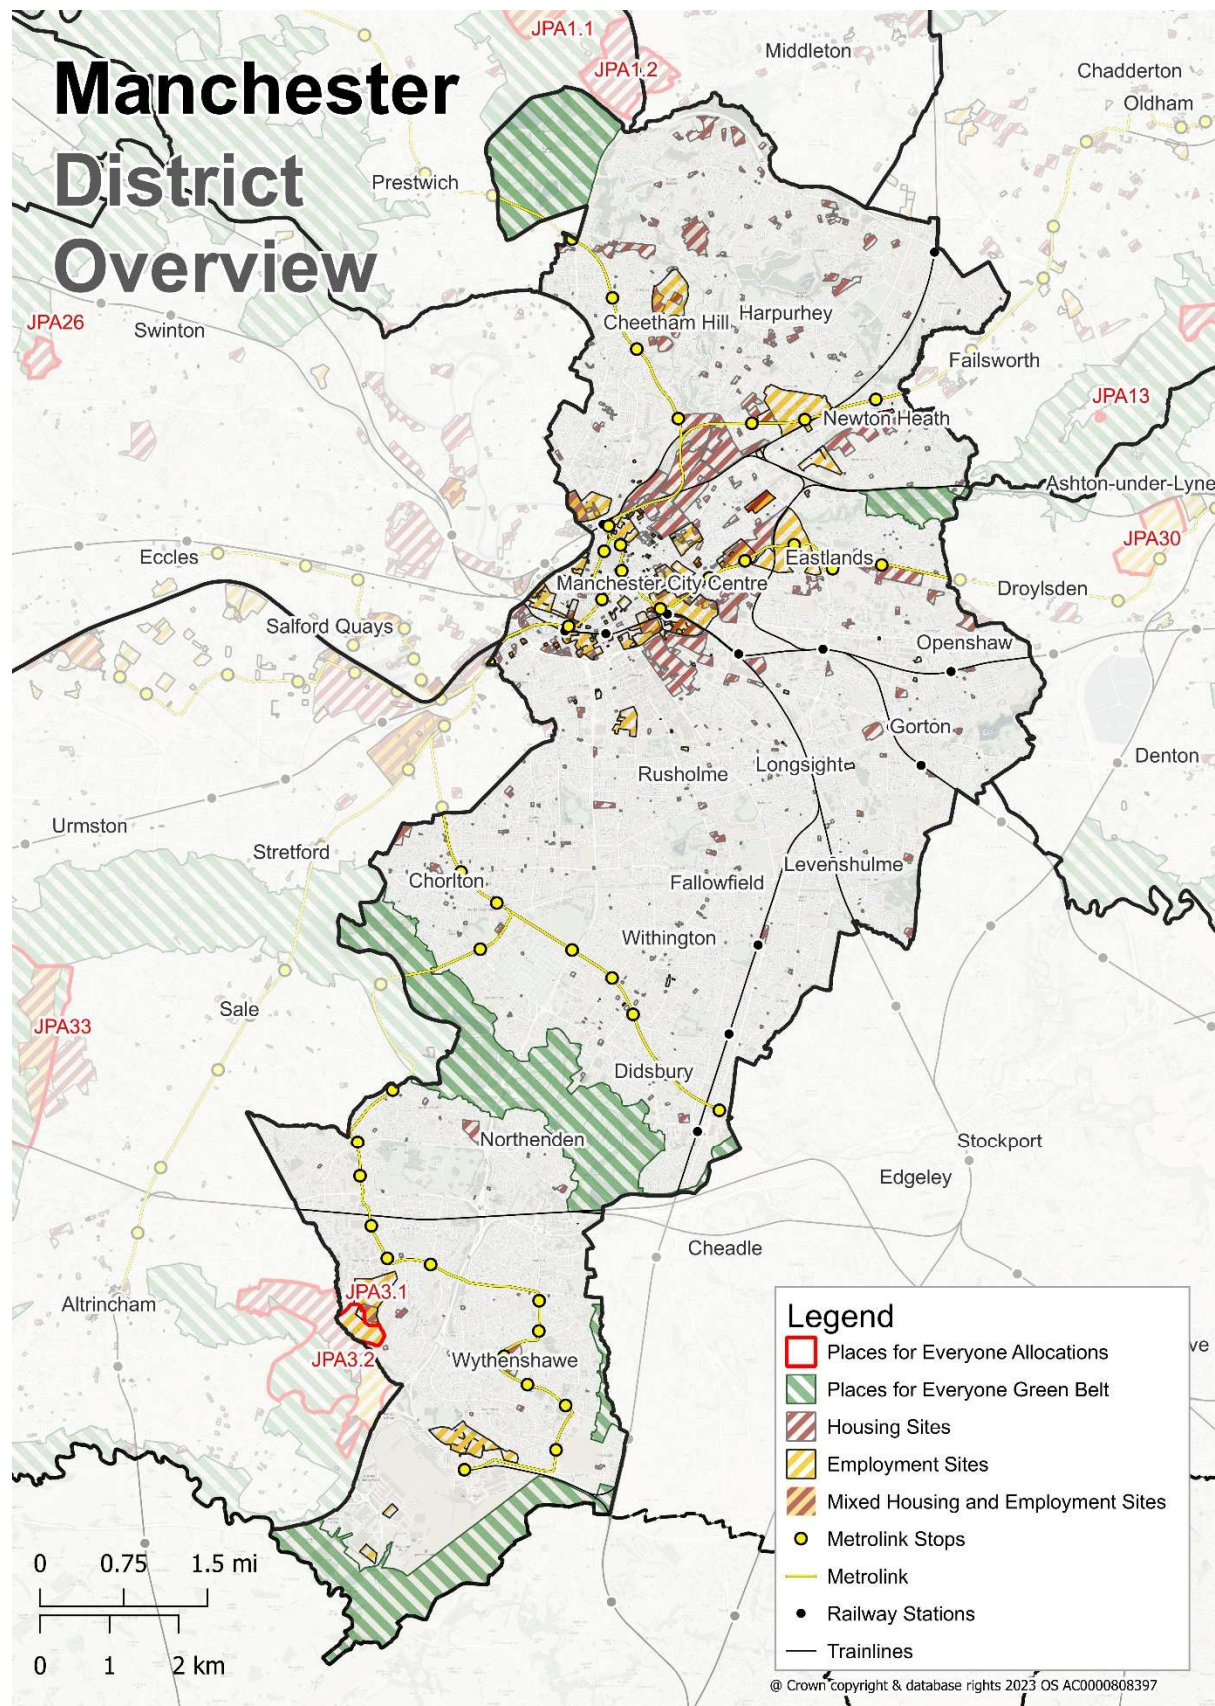 JPA1.1
JPA1.2
Middleton
Manchester
Chadderton
Oldham
District
Prestwich
Overview
JPA26
Swinton
Cheetham Hill
Harpurhey
Failsworth
JPA13
Newton Heath
Ashton-under-Lyne
JPA30
Eccles
Eastlands
Manchester City Centre
Droylsden
Salford Quays
Openshaw
Gorton
Denton
Rusholme
Longsight
Urmston
Stretford
Levenshulme
Chorlton
Fallowfield
Withington
Sale
JPA33
Didsbury
Northenden
Stockport
Edgeley
Cheadle
Altrincham
JPA3.1
JPA3.2
Wythenshawe
Legend
Places for Everyone Allocations
Places for Everyone Green Belt
Housing Sites
Employment Sites
Mixed Housing and Employment Sites
Metrolink Stops
Metrolink
Railway Stations
Trainlines
ve
0 0.75 1.5 mi
0 1 2 km
@ Crown copyright & database rights 2023 OS AC0000808397